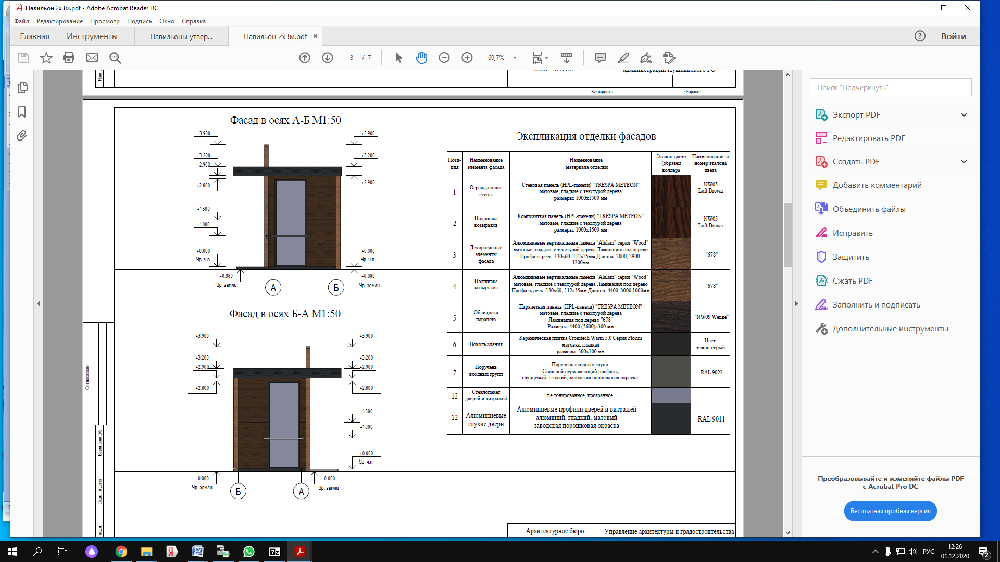 Павильон 2х3м.pdf - Adobe Acrobat Reader DC
Файл Редактирование Просмотр Подпись Окно Справка
Главная Инструменты Павильоны утвер... Павильон 2х3м.pdf Войти
3 / 7 69,7%
Копировал Формат
Фасад в осях А-Б М1:50
+3.900 +3.900
+3.200 +3.200
+2.900 +2.900
+2.800
+1.500
+1.000
+0.000 +0.000
Ур. ч.п. Ур. ч.п.
-0.080 -0.080
Ур. земли Ур. земли
А Б
Фасад в осях Б-А М1:50
+3.900 +3.900
+3.200 +3.200
+2.900 +2.900
+2.800 +2.800
+1.500
+1.000
+0.000
Ур. ч.п.
-0.080 -0.080
Ур. земли Ур. земли
Б А
Согласовано
Взам. инв. №
Подп. и дата
Экспликация отделки фасадов
Пози-
ция
Наименование
элемента фасада
Наименование
материала отделки
Эталон цвета
(образец
коллера
Наименование и
номер эталона
цвета
1
Ограждающие
стены
Стеновая панель (HPL-панели) "TRESPA METEON"
матовые, гладкие с текстурой дерева
размеры: 1000х1500 мм
NW05
Loft Brown
2
Подшивка
козырьков
Композиткая панель (HPL-панели) "TRESPA METEON"
матовые, гладкие с текстурой дерева
размеры: 1000х1500 мм
NW05
Loft Brown
3
Декоративные
элементы
фасада
Алюминиевые вертикальные ламели "Alulam" серия "Wood"
матовые, гладкие с текстурой дерева Ламинация под дерево
Профиль реек: 130х60; 112х35мм Длинна: 3000, 3900,
1200мм
"678"
4
Подшивка
козырьков
Алюминиевые вертикальные ламели "Alulam" серия "Wood"
матовые, гладкие с текстурой дерева Ламинация под дерево
Профиль реек: 130х60; 112х35мм Длинна: 4400, 3000,1000мм
"678"
5
Облицовка
парапета
Парапетная панель (HPL-панели) "TRESPA METEON"
матовые, гладкие с текстурой дерева
Ламинация под дерево "678"
Размеры: 4400 (5600)х300 мм
"NW09 Wenge"
6
Цоколь здания
Керамическая плитка Cromtech Warm 5.0 Серия Florim
матовая, гладкая
размеры: 300х100 мм
Цвет:
темно-серый
7
Поручень
входных групп
Поручень входных групп.
Стальной нержавеющий профиль,
глянцевый, гладкий, заводская порошковая окраска.
RAL 9022
12
Стеклопакет
дверей и витражей
Не тонированное, прозрачное
12
Алюминиевые
глухие двери
Алюминиевые профили дверей и витражей
алюминий, гладкий, матовый
заводская порошковая окраска
RAL 9011
Архитектурное бюро
Управление архитектуры и градостроительства
Поиск "Подчеркнуть"
Экспорт PDF
Редактировать PDF
Создать PDF
Добавить комментарий
Объединить файлы
Исправить
Защитить
Сжать PDF
Заполнить и подписать
Дополнительные инструменты
Преобразовывайте и изменяйте файлы PDF
с Acrobat Pro DC
Бесплатная пробная версия
РУС
12:26
01.12.2020
2